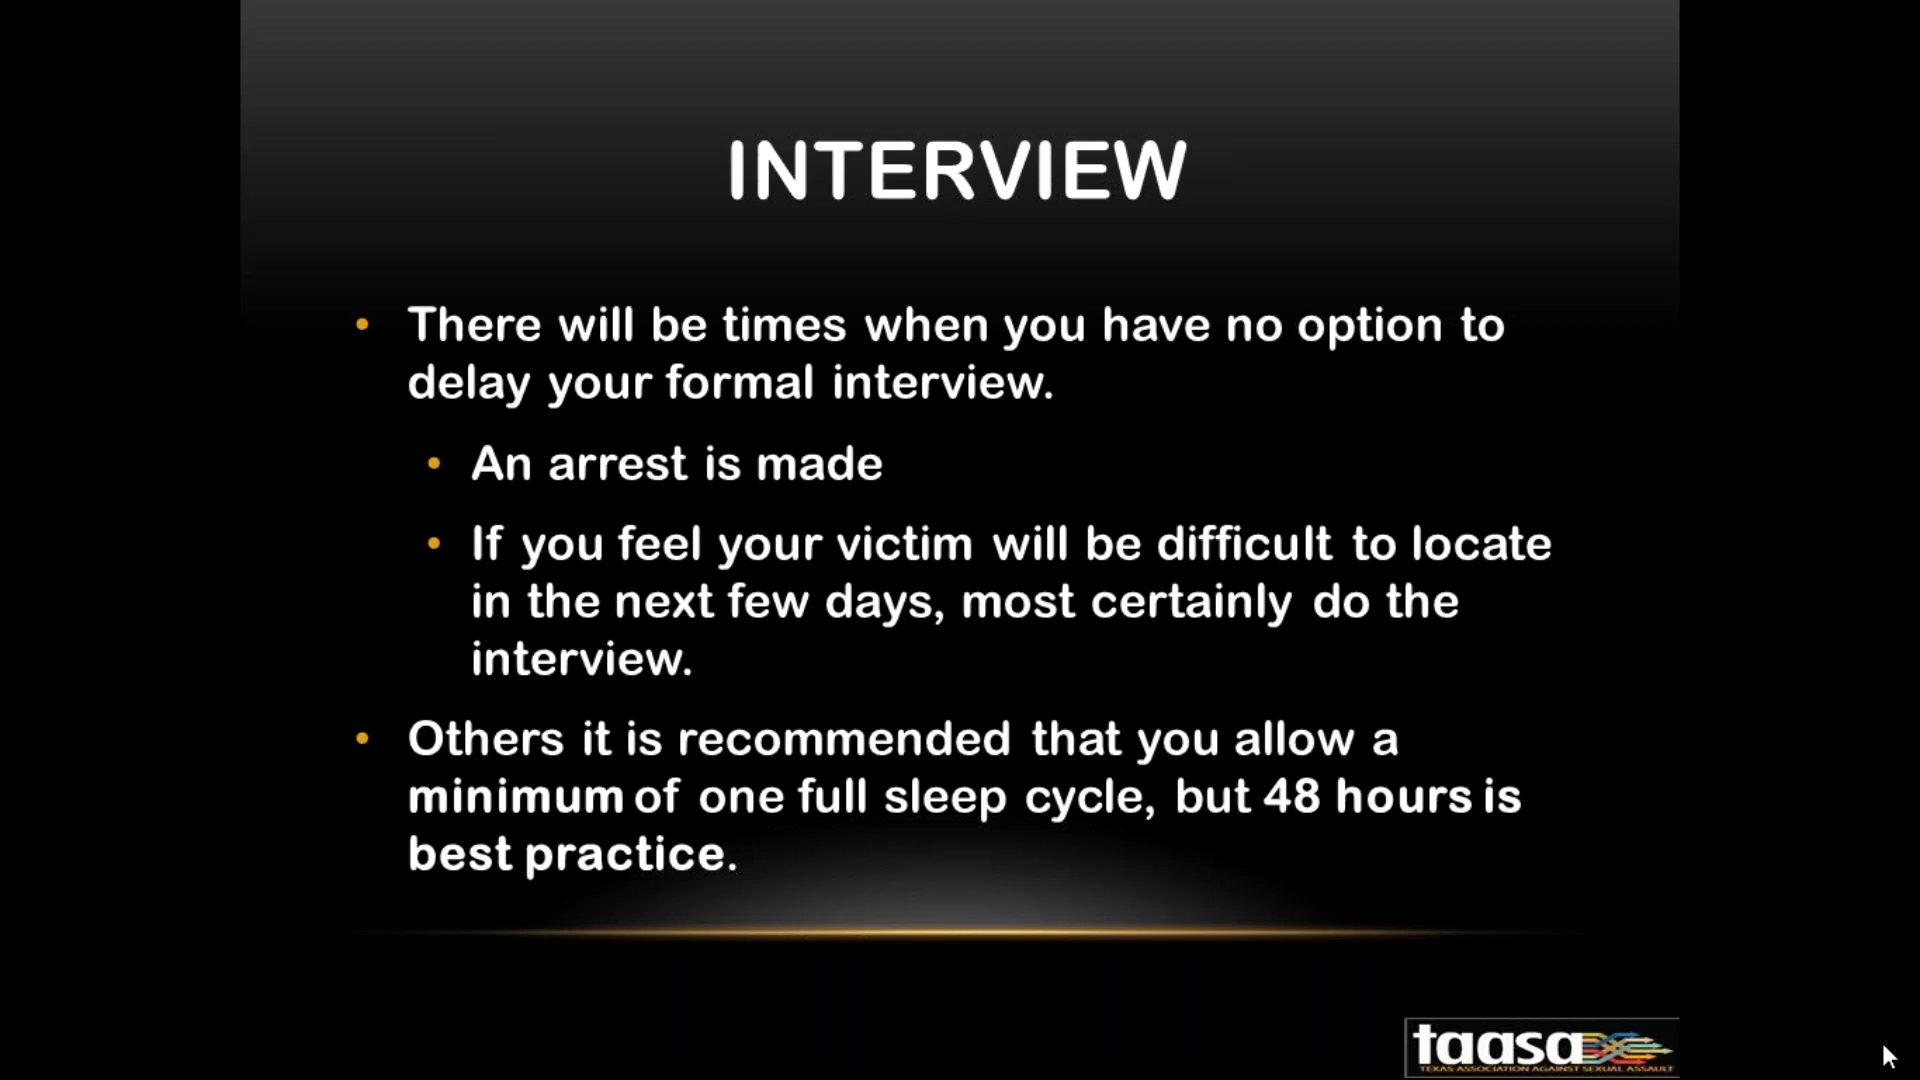 INTERVIEW
• There will be times when you have no option to
delay your formal interview.
• An arrest is made
• If you feel your victim will be difficult to locate
in the next few days, most certainly do the
interview.
• Others it is recommended that you allow a
minimum of one full sleep cycle, but 48 hours is
best practice.
taasa
TEXAS ASSOCIATION AGAINST SEXUAL ASSAULT